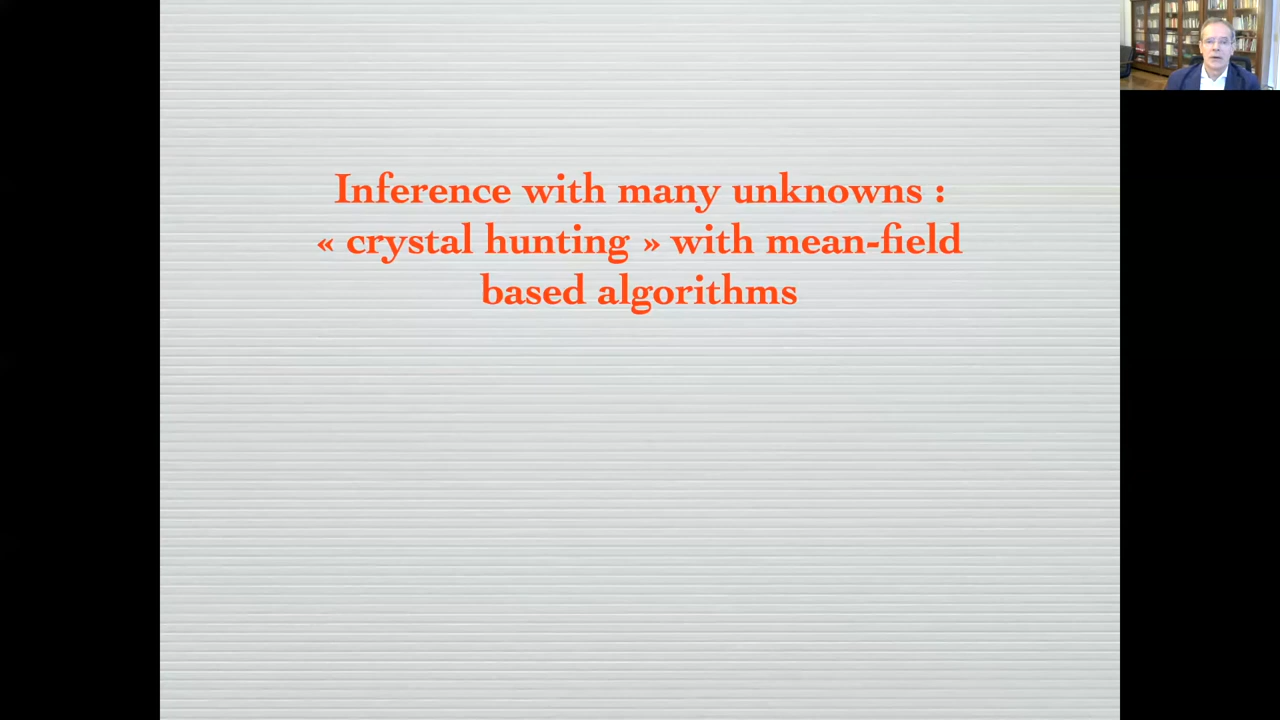 Inference with many unknowns :
« crystal hunting » with mean-field
based algorithms